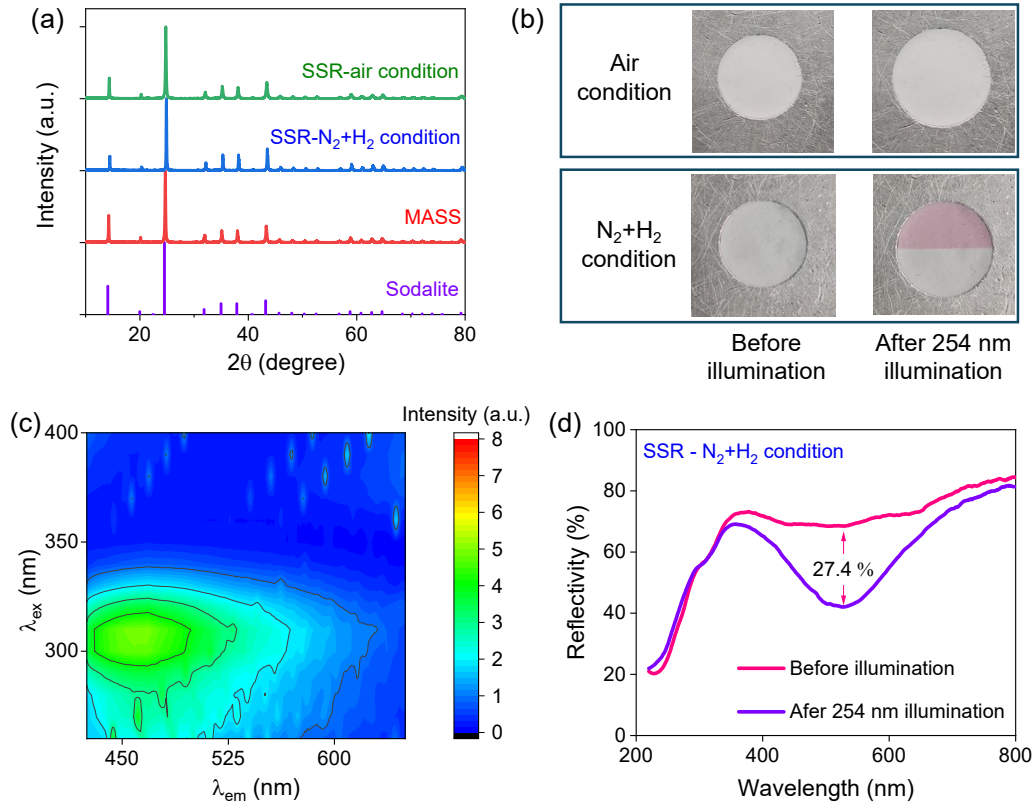 (a)
Intensity (a.u.)
SSR-air condition
SSR-N₂+H₂ condition
MASS
Sodalite
20 40 60 80
2θ (degree)
(b)
Air
condition
N₂+H₂
condition
Before
illumination
After 254 nm
illumination
(c)
Intensity (a.u.)
400
350
300
λex (nm)
450 525 600
λem (nm)
8
7
6
5
4
3
2
1
0
(d)
SSR - N₂+H₂ condition
100
80
60
40
20
0
Reflectivity (%)
27.4 %
Before illumination
Afer 254 nm illumination
200 400 600 800
Wavelength (nm)